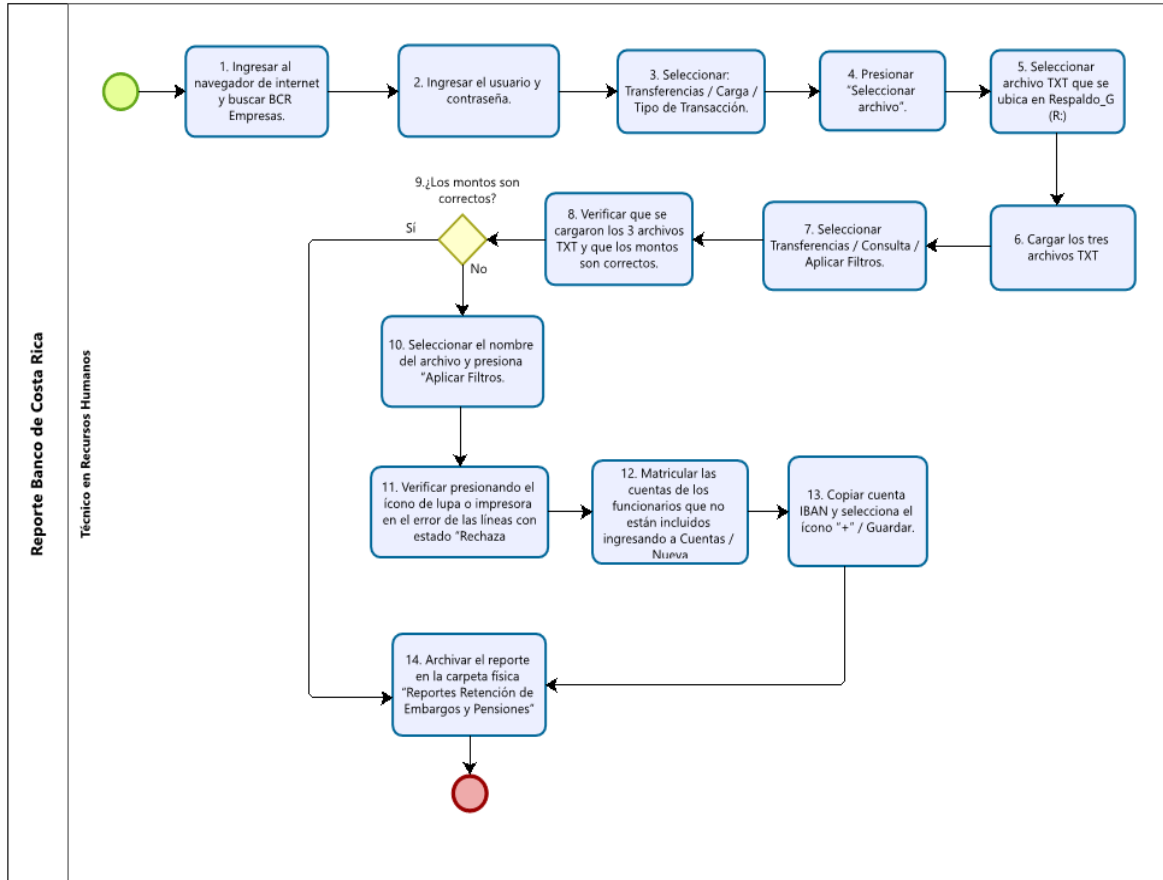 Reporte Banco de Costa Rica
Técnico en Recursos Humanos
1. Ingresar al
navegador de internet
y buscar BCR
Empresas.
2. Ingresar el usuario y
contraseña.
3. Seleccionar:
Transferencias / Carga /
Tipo de Transacción.
4. Presionar
“Seleccionar
archivo”.
5. Seleccionar
archivo TXT que se
ubica en Respaldo_G
(R:)
6. Cargar los tres
archivos TXT
7. Seleccionar
Transferencias / Consulta /
Aplicar Filtros.
8. Verificar que se
cargaron los 3 archivos
TXT y que los montos
son correctos.
9.¿Los montos son
correctos?
Sí
No
10. Seleccionar el nombre
del archivo y presiona
“Aplicar Filtros.
11. Verificar presionando el
ícono de lupa o impresora
en el error de las líneas con
estado “Rechaza
12. Matricular las
cuentas de los
funcionarios que no
están incluidos
ingresando a Cuentas /
Nueva
13. Copiar cuenta
IBAN y selecciona el
ícono “+” / Guardar.
14. Archivar el reporte
en la carpeta física
“Reportes Retención de
Embargos y Pensiones”